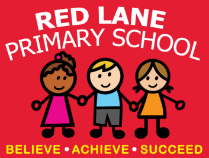 RED LANE
PRIMARY SCHOOL
BELIEVE • ACHIEVE • SUCCEED